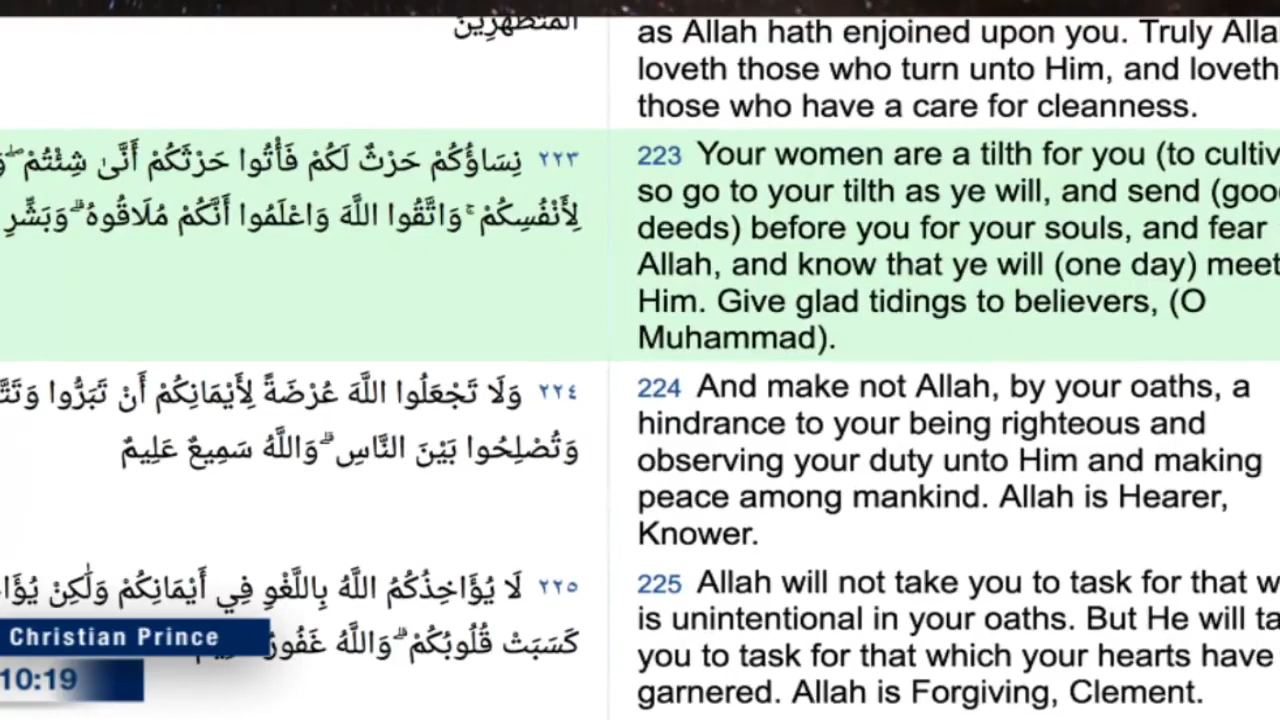 المتطهرين
٢٢٣ نِسَاؤُكُمْ حَرْثٌ لَكُمْ فَأْتُوا حَرْثَكُمْ أَنَّىٰ شِئْتُمْ ۖ
لِأَنْفُسِكُمْ ۚ وَاتَّقُوا اللَّهَ وَاعْلَمُوا أَنَّكُمْ مُلَاقُوهُ ۗ وَبَشِّرِ
٢٢٤ وَلَا تَجْعَلُوا اللَّهَ عُرْضَةً لِأَيْمَانِكُمْ أَنْ تَبَرُّوا
وَتُصْلِحُوا بَيْنَ النَّاسِ ۗ وَاللَّهُ سَمِيعٌ عَلِيمٌ
٢٢٥ لَا يُؤَاخِذُكُمُ اللَّهُ بِاللَّغْوِ فِي أَيْمَانِكُمْ وَلَٰكِنْ
كَسَبَتْ قُلُوبُكُمْ ۗ وَاللَّهُ
as Allah hath enjoined upon you. Truly Alla
loveth those who turn unto Him, and loveth
those who have a care for cleanness.
223 Your women are a tilth for you (to cultiv
so go to your tilth as ye will, and send (goo
deeds) before you for your souls, and fear
Allah, and know that ye will (one day) meet
Him. Give glad tidings to believers, (O
Muhammad).
224 And make not Allah, by your oaths, a
hindrance to your being righteous and
observing your duty unto Him and making
peace among mankind. Allah is Hearer,
Knower.
225 Allah will not take you to task for that w
is unintentional in your oaths. But He will ta
you to task for that which your hearts have
garnered. Allah is Forgiving, Clement.
Christian Prince
10:19